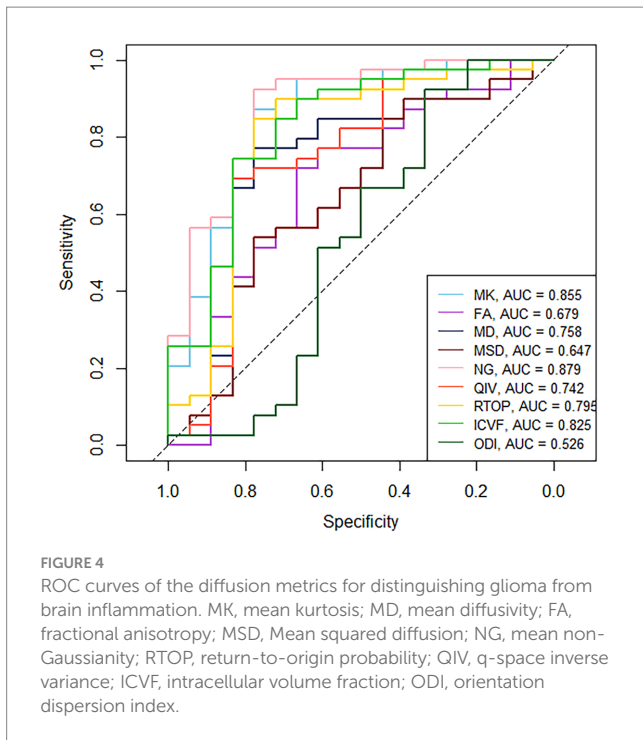 Sensitivity
1.0
0.8
0.6
0.4
0.2
0.0
MK, AUC = 0.855
FA, AUC = 0.679
MD, AUC = 0.758
MSD, AUC = 0.647
NG, AUC = 0.879
QIV, AUC = 0.742
RTOP, AUC = 0.795
ICVF, AUC = 0.825
ODI, AUC = 0.526
1.0 0.8 0.6 0.4 0.2 0.0
Specificity
FIGURE 4
ROC curves of the diffusion metrics for distinguishing glioma from
brain inflammation. MK, mean kurtosis; MD, mean diffusivity; FA,
fractional anisotropy; MSD, Mean squared diffusion; NG, mean non-
Gaussianity; RTOP, return-to-origin probability; QIV, q-space inverse
variance; ICVF, intracellular volume fraction; ODI, orientation
dispersion index.